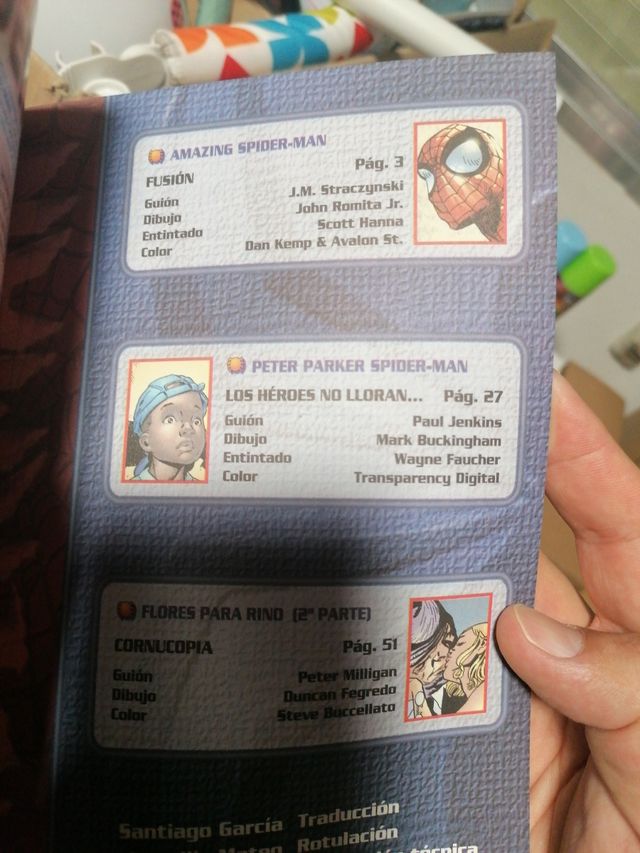 AMAZING SPIDER-MAN
FUSIÓN Pág. 3
Guión J.M. Straczynski
Dibujo John Romita Jr.
Entintado Scott Hanna
Color Dan Kemp & Avalon St.
PETER PARKER SPIDER-MAN
LOS HÉROES NO LLORAN... Pág. 27
Guión Paul Jenkins
Dibujo Mark Buckingham
Entintado Wayne Faucher
Color Transparency Digital
FLORES PARA RINO (2ª PARTE)
CORNUCOPIA Pág. 51
Guión Peter Milligan
Dibujo Duncan Fegredo
Color Steve Buccellato
Santiago García Traducción
Mateo Rotulación
técnica